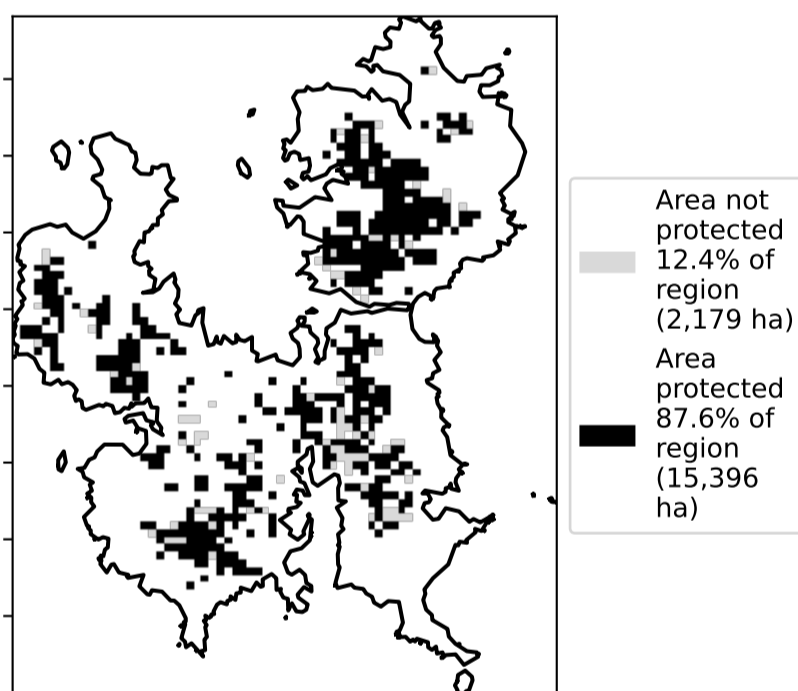 Area not
protected
12.4% of
region
(2,179 ha)
Area
protected
87.6% of
region
(15,396
ha)